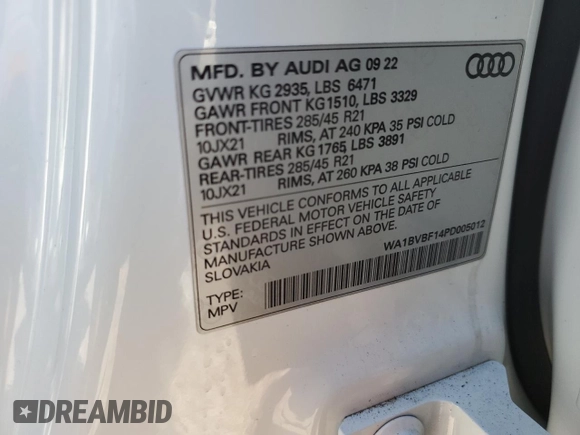 MFD. BY AUDI AG 09 22
GVWR KG 2935, LBS 6471
GAWR FRONT KG1510, LBS 3329
FRONT-TIRES 285/45 R21
10JX21 RIMS, AT 240 KPA 35 PSI COLD
GAWR REAR KG 1765, LBS 3891
REAR-TIRES 285/45 R21
10JX21 RIMS, AT 260 KPA 38 PSI COLD
THIS VEHICLE CONFORMS TO ALL APPLICABLE
U.S. FEDERAL MOTOR VEHICLE SAFETY
STANDARDS IN EFFECT ON THE DATE OF
MANUFACTURE SHOWN ABOVE.
SLOVAKIA
WA1BVBF14PD005012
TYPE:
MPV
DREAMBID